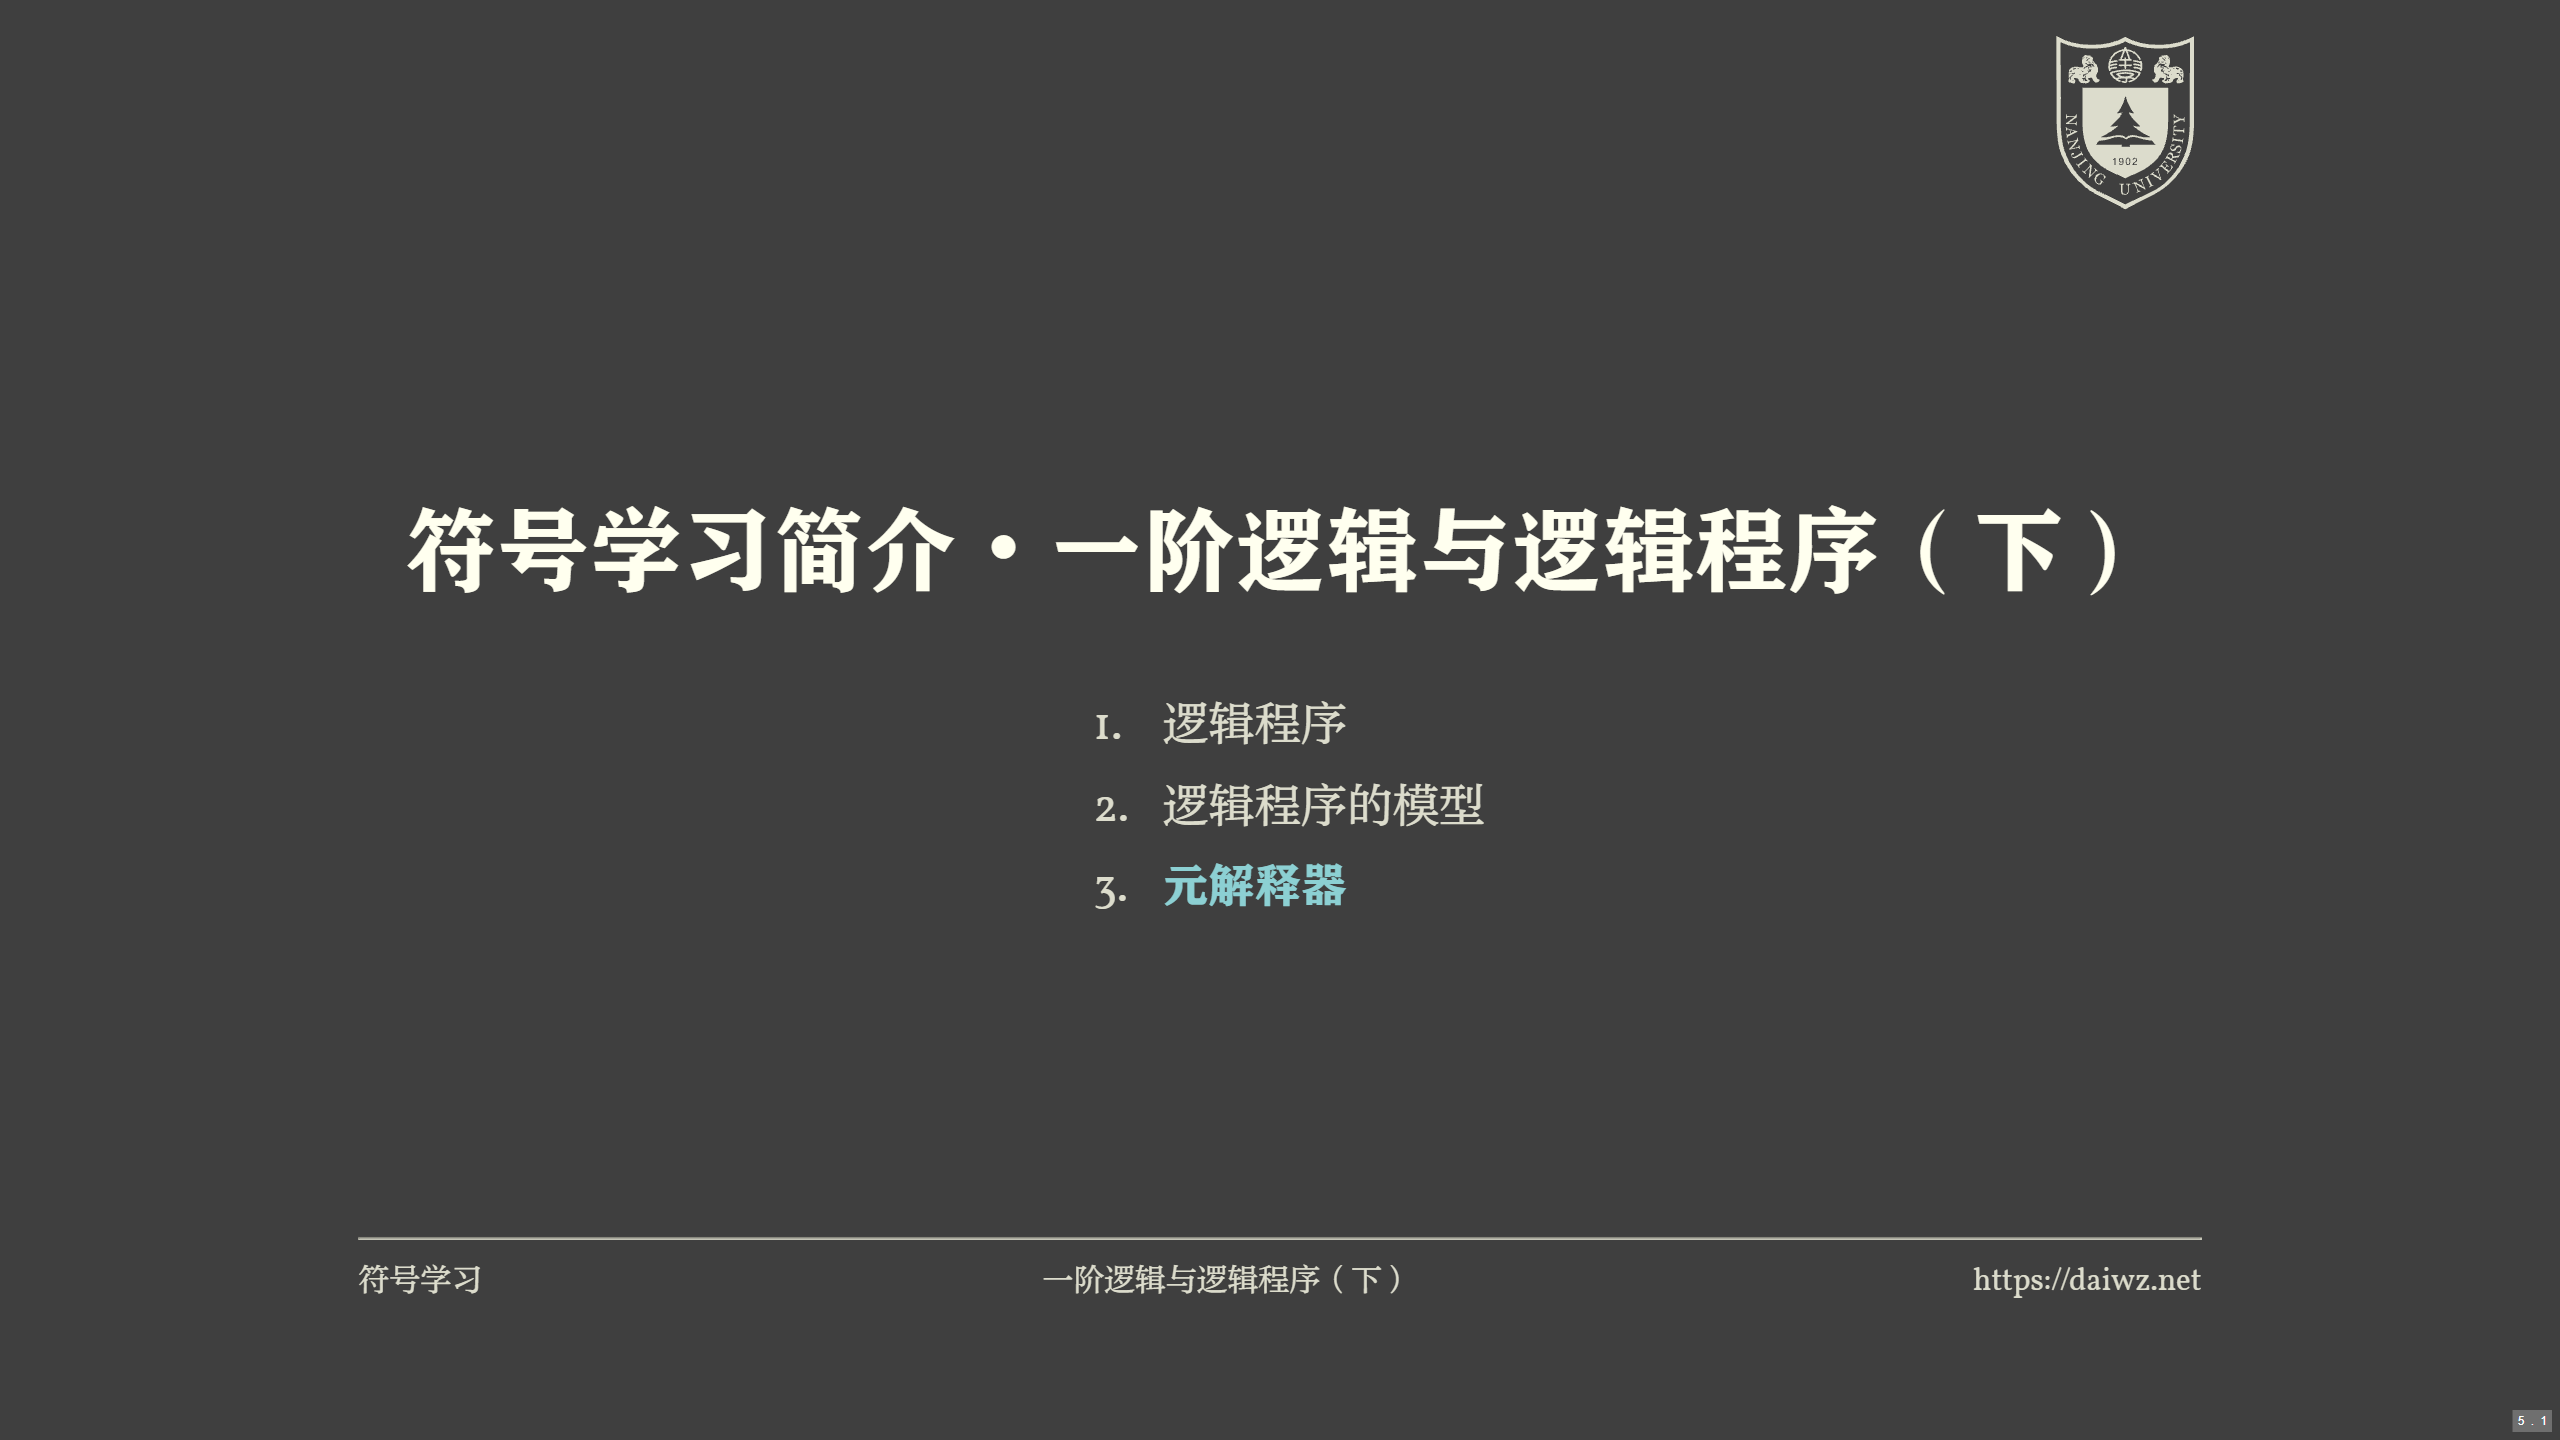 NANJING UNIVERSITY
1902
符号学习简介·一阶逻辑与逻辑程序（下）
1. 逻辑程序
2. 逻辑程序的模型
3. 元解释器
符号学习
一阶逻辑与逻辑程序（下）
https://daiwz.net
5.1